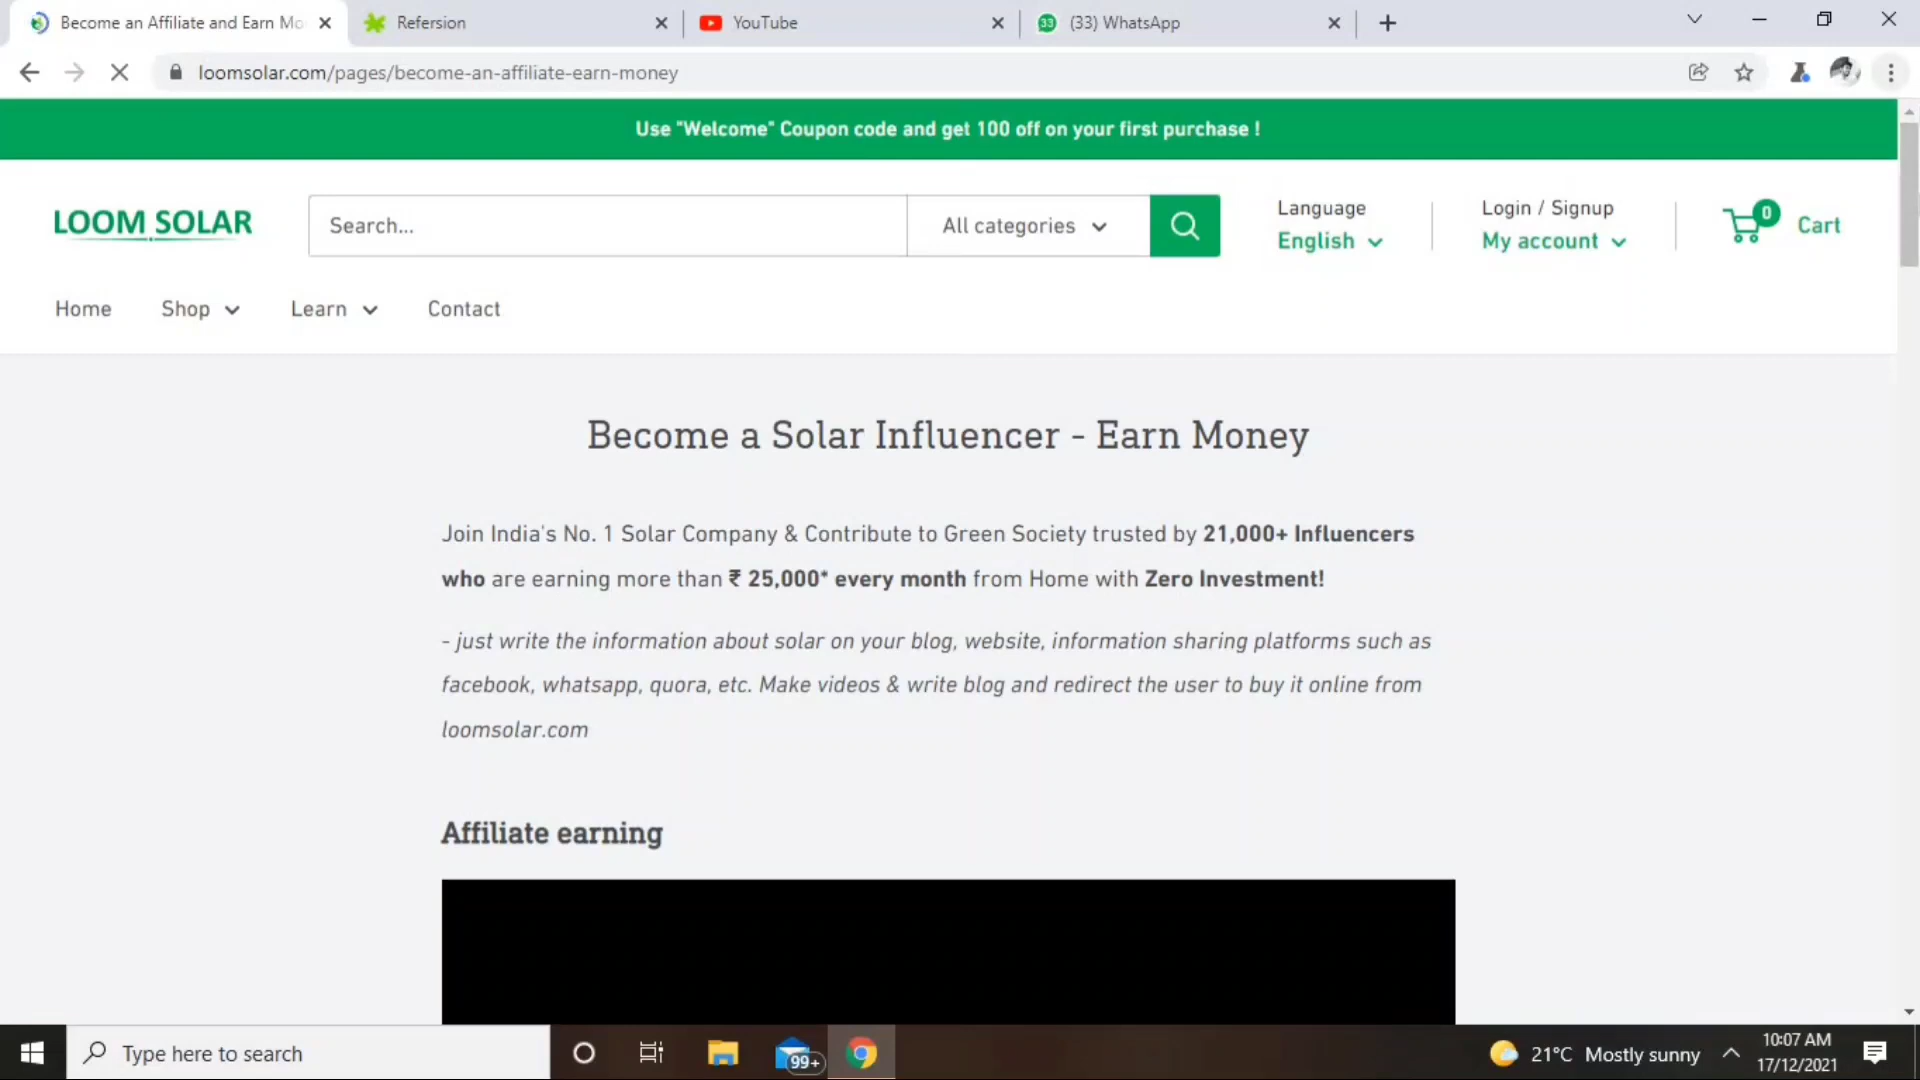 Become an Affiliate and Earn Mo
Refersion
YouTube
33
(33) WhatsApp
loomsolar.com/pages/become-an-affiliate-earn-money
Use "Welcome" Coupon code and get 100 off on your first purchase !
LOOM SOLAR
Search...
All categories
Language
English
Login / Signup
My account
0
Cart
Home
Shop
Learn
Contact
Become a Solar Influencer - Earn Money
Join India's No. 1 Solar Company & Contribute to Green Society trusted by 21,000+ Influencers
who are earning more than ₹ 25,000* every month from Home with Zero Investment!
- just write the information about solar on your blog, website, information sharing platforms such as
facebook, whatsapp, quora, etc. Make videos & write blog and redirect the user to buy it online from
loomsolar.com
Affiliate earning
Type here to search
99+
21°C Mostly sunny
10:07 AM
17/12/2021